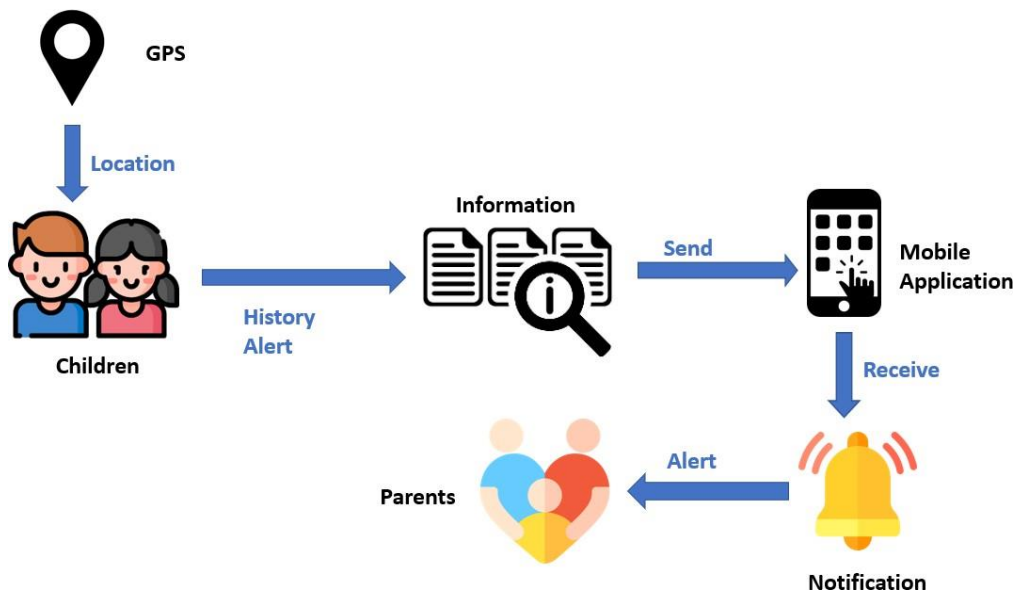 GPS
Location
Children
History
Alert
Information
Send
Mobile
Application
Receive
Notification
Alert
Parents